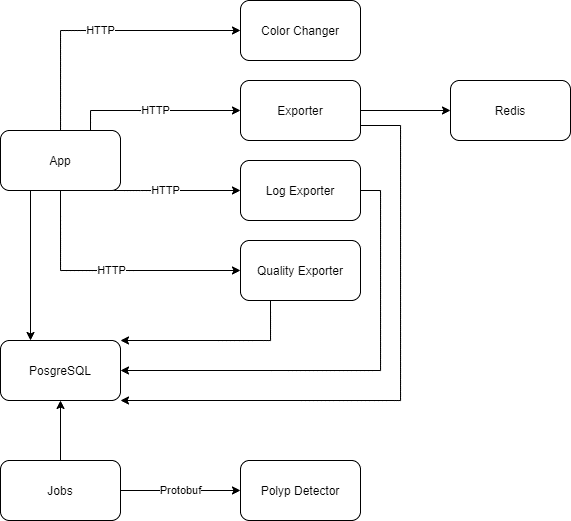 HTTP
Color Changer
HTTP
Exporter
Redis
App
HTTP
Log Exporter
HTTP
Quality Exporter
PosgreSQL
Jobs
Protobuf
Polyp Detector